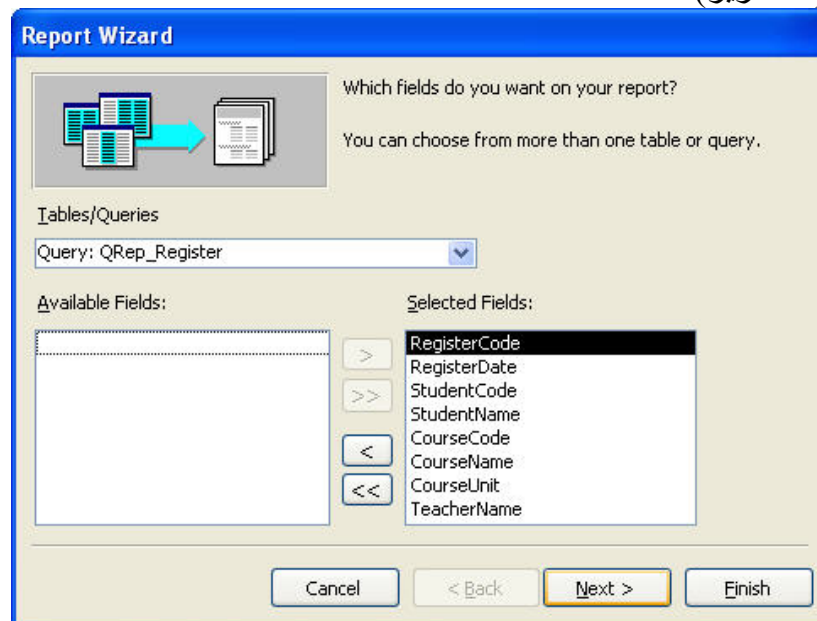 Report Wizard
Which fields do you want on your report?
You can choose from more than one table or query.
Tables/Queries
Query: QRep_Register
Available Fields:
Selected Fields:
RegisterCode
RegisterDate
StudentCode
StudentName
CourseCode
CourseName
CourseUnit
TeacherName
>
>>
<
<<
Cancel
< Back
Next >
Finish